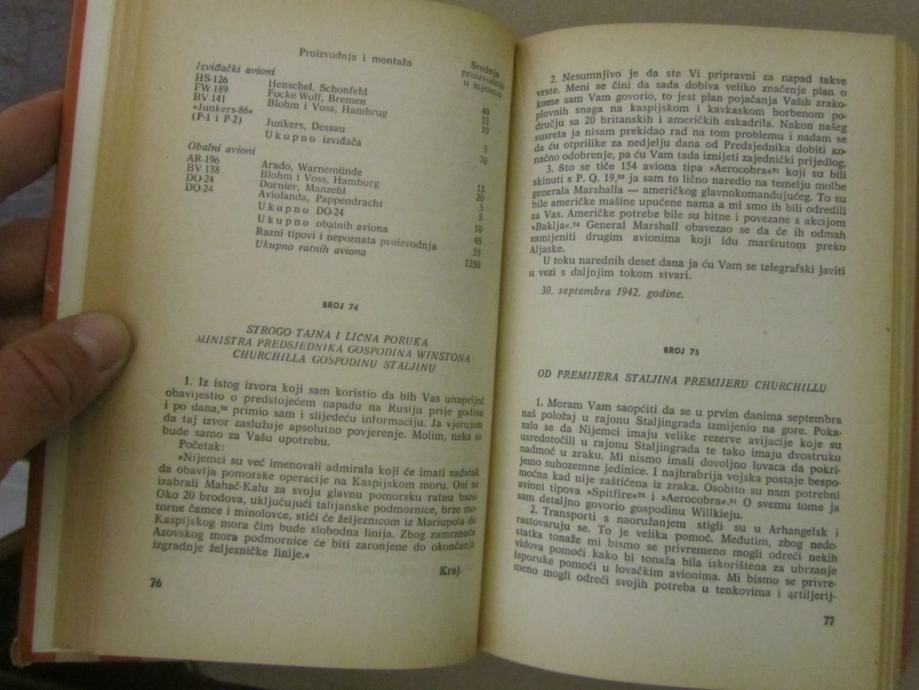 Proizvodnja i montaža
Srednja
proizvodnja
u mjesecu
Izviđački avioni
HS-126 Henschel, Schonfeld 40
FW-189 Focke-Wolf, Bremen 15
BV 141 Blohm i Voss, Hambrug 10
»Junkers-86«
(P-1 i P-2) Junkers, Dessau 5
Ukupno izviđača 70
Obalni avioni
AR-196 Arado, Warnemünde 15
BV 138 Blohm i Voss, Hamburg 20
DO-24 Dornier, Manzehl 5
DO-24 Aviolanda, Pappendracht 5
Ukupno DO-24 10
Ukupno obalnih aviona 45
Razni tipovi i nepoznata proizvodnja 55
Ukupno ratnih aviona 1250
BROJ 74
STROGO TAJNA I LIČNA PORUKA
MINISTRA PREDSJEDNIKA GOSPODINA WINSTONA
CHURCHILLA GOSPODINU STALJINU
1. Iz istog izvora koji sam koristio da bih Vas unaprijed
obavijestio o predstojećem napadu na Rusiju prije godinu
i po dana, primio sam i slijedeću informaciju. Ja vjerujem
da taj izvor zaslužuje apsolutno povjerenje. Molim, neka to
bude samo za Vašu upotrebu.
Početak:
»Nijemci su već imenovali admirala koji će imati zadatak
da obavlja pomorske operacije na Kaspijskom moru. Oni su
izabrali Mahač-Kalu za svoju glavnu pomorsku ratnu bazu.
Oko 20 brodova, uključujući talijanske podmornice, brze mo-
torne čamce i minolovce, stići će željeznicom iz Mariupola do
Kaspijskog mora čim bude slobodna linija. Zbog zamrznuća
Azovskog mora podmornice će biti zaronjene do okončanja
izgradnje željezničke linije.«
Kraj.
76
2. Nesumnjivo je da ste Vi pripravni za napad takve
vrste. Meni se čini da sada dobiva veliko značenje plan o
kome sam Vam govorio, to jest plan pojačanja Vaših zrako-
plovnih snaga na kaspijskom i kavkaskom borbenom po-
dručju sa 20 britanskih i američkih eskadrila. Nakon našeg
susreta ja nisam prekidao rad na tom problemu i nadam se
da ću otprilike za nedjelju dana od Predsjednika dobiti ko-
načno odobrenje, pa ću Vam tada iznijeti zajednički prijedlog.
3. Što se tiče 154 aviona tipa »Aerocobra«⁵¹ koji su bili
skinuti s P. Q. 19, ja sam to lično naredio na temelju molbe
generala Marshalla — američkog glavnokomandujućeg. To su
bile američke mašine upućene nama a mi smo ih bili odredili
za Vas. Američke potrebe bile su hitne i povezane s akcijom
»Baklja«. General Marshall obavezao se da će ih odmah
zamijeniti drugim avionima koji idu maršrutom preko
Aljaske.
U toku narednih deset dana ja ću Vam se telegrafski javiti
u vezi s daljnjim tokom stvari.
30. septembra 1942. godine.
BROJ 75
OD PREMIJERA STALJINA PREMIJERU CHURCHILLU
1. Moram Vam saopćiti da se u prvim danima septembra
naš položaj u rajonu Staljingrada izmijenio na gore. Poka-
zalo se da Nijemci imaju velike rezerve avijacije koje su
usredotočili u rajonu Staljingrada te tako imaju dvostruku
nadmoć u zraku. Mi nismo imali dovoljno lovaca da pokri-
jemo suhozemne jedinice. I najhrabrija vojska postaje bespo-
moćna kad nije zaštićena iz zraka. Osobito su nam potrebni
avioni tipova »Spitfire« i »Aerocobra«.⁵¹ O svemu tome ja
sam detaljno govorio gospodinu Willkieju.
2. Transporti s naoružanjem stigli su u Arhangelsk i
rastovaruju se. To je velika pomoć. Međutim, zbog nedo-
statka tonaže mi bismo se privremeno mogli odreći nekih
vidova pomoći kako bi tonaža bila iskorištena za ubrzanje
isporuke pomoći u lovačkim avionima. Mi bismo se privre-
meno mogli odreći svojih potreba u tenkovima i artiljerij-
77